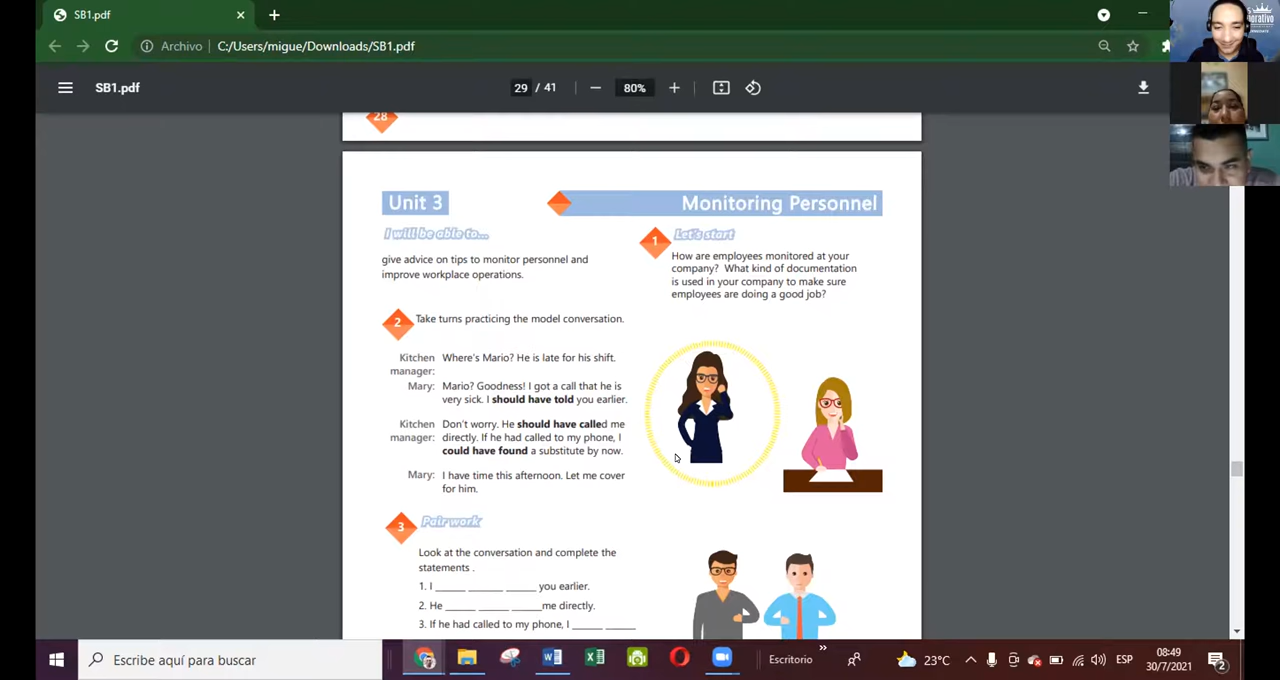 SB1.pdf
Archivo
C:/Users/migue/Downloads/SB1.pdf
SB1.pdf
29 / 41
80%
28
Unit 3
Monitoring Personnel
I will be able to...
give advice on tips to monitor personnel and
improve workplace operations.
1
Let's start
How are employees monitored at your
company? What kind of documentation
is used in your company to make sure
employees are doing a good job?
2
Take turns practicing the model conversation.
Kitchen manager:
Where's Mario? He is late for his shift.
Mary:
Mario? Goodness! I got a call that he is
very sick. I should have told you earlier.
Kitchen manager:
Don't worry. He should have called me
directly. If he had called to my phone, I
could have found a substitute by now.
Mary:
I have time this afternoon. Let me cover
for him.
3
Pair work
Look at the conversation and complete the
statements .
1. I ______ ______ ______ you earlier.
2. He ______ ______ ______me directly.
3. If he had called to my phone, I ______ ______
Escribe aquí para buscar
Escritorio
23°C
ESP
08:49
30/7/2021
2